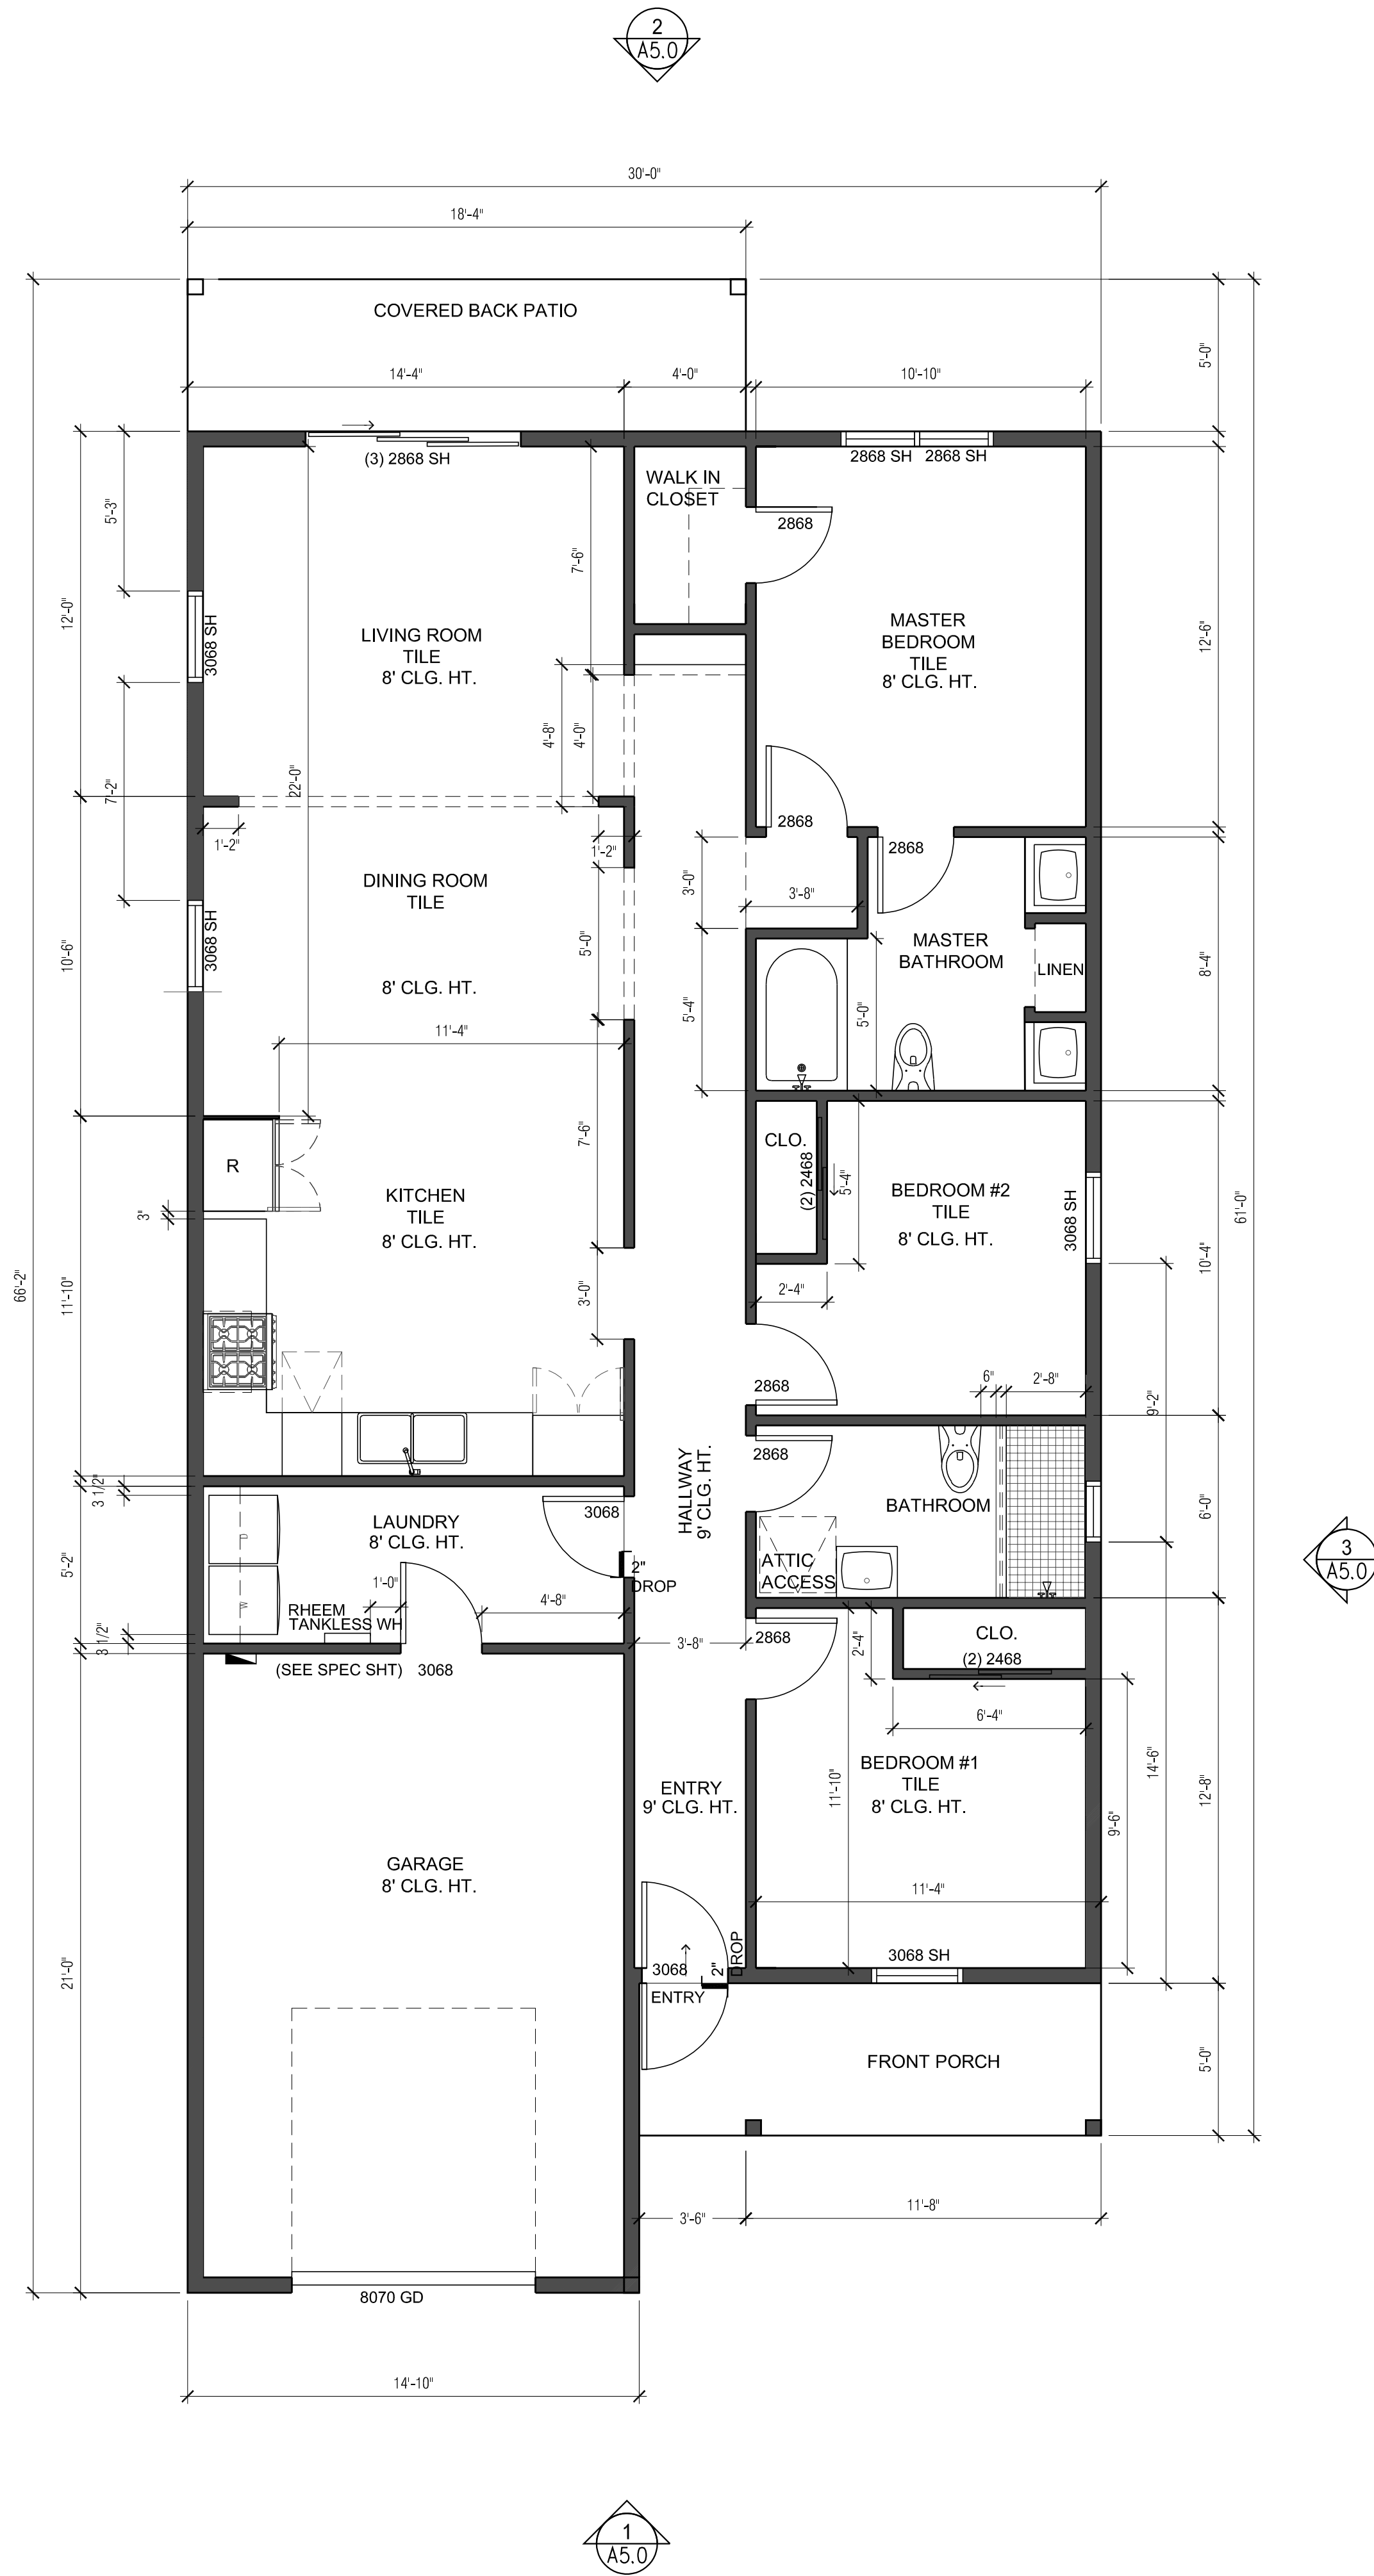 2
A5.0
30'-0"
18'-4"
COVERED BACK PATIO
5'-0"
14'-4"
4'-0"
10'-10"
(3) 2868 SH
2868 SH
2868 SH
WALK IN
CLOSET
2868
5'-3"
7'-6"
12'-0"
12'-6"
3068 SH
LIVING ROOM
TILE
8' CLG. HT.
MASTER
BEDROOM
TILE
8' CLG. HT.
4'-8"
4'-0"
7'-2"
22'-0"
2868
1'-2"
1'-2"
2868
DINING ROOM
TILE
3'-0"
3'-8"
3068 SH
10'-6"
5'-0"
MASTER
BATHROOM
LINEN
8'-4"
8' CLG. HT.
5'-4"
5'-0"
11'-4"
R
7'-6"
CLO.
(2) 2468
5'-4"
BEDROOM #2
TILE
8' CLG. HT.
3068 SH
61'-0"
3"
KITCHEN
TILE
8' CLG. HT.
10'-4"
66'-2"
11'-10"
3'-0"
2'-4"
2868
6"
2'-8"
9'-2"
2868
HALLWAY
9' CLG. HT.
BATHROOM
6'-0"
3 1/2"
LAUNDRY
8' CLG. HT.
3068
D
W
2"
DROP
ATTIC
ACCESS
3
A5.0
5'-2"
1'-0"
4'-8"
RHEEM
TANKLESS WH
3 1/2"
3'-8"
2868
2'-4"
CLO.
(2) 2468
(SEE SPEC SHT)
3068
6'-4"
BEDROOM #1
TILE
8' CLG. HT.
14'-6"
12'-8"
11'-10"
9'-6"
ENTRY
9' CLG. HT.
GARAGE
8' CLG. HT.
11'-4"
3068 SH
3068
2"
DROP
ENTRY
21'-0"
FRONT PORCH
5'-0"
3'-6"
11'-8"
8070 GD
14'-10"
1
A5.0